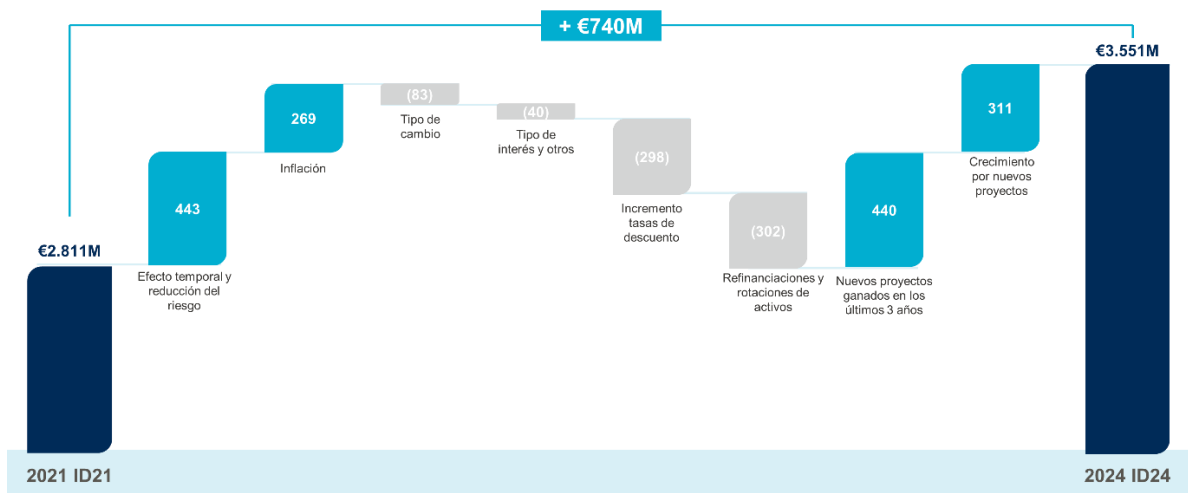 + €740M
€3.551M
(83)
(40)
269
311
Tipo de
cambio
Tipo de
interés y otros
(298)
Inflación
Crecimiento
por nuevos
proyectos
443
440
Incremento
tasas de
descuento
(302)
€2.811M
Efecto temporal y
reducción del
riesgo
Refinanciaciones y
rotaciones de
activos
Nuevos proyectos
ganados en los
últimos 3 años
2021 ID21
2024 ID24